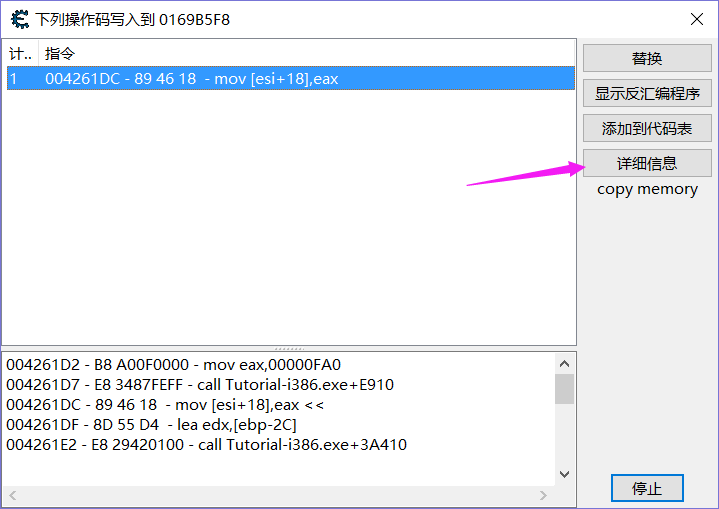 下列操作码写入到 0169B5F8
计.. 指令
1 004261DC - 89 46 18 - mov [esi+18],eax
替换
显示反汇编程序
添加到代码表
详细信息
copy memory
004261D2 - B8 A00F0000 - mov eax,00000FA0
004261D7 - E8 3487FEFF - call Tutorial-i386.exe+E910
004261DC - 89 46 18 - mov [esi+18],eax <<
004261DF - 8D 55 D4 - lea edx,[ebp-2C]
004261E2 - E8 29420100 - call Tutorial-i386.exe+3A410
停止